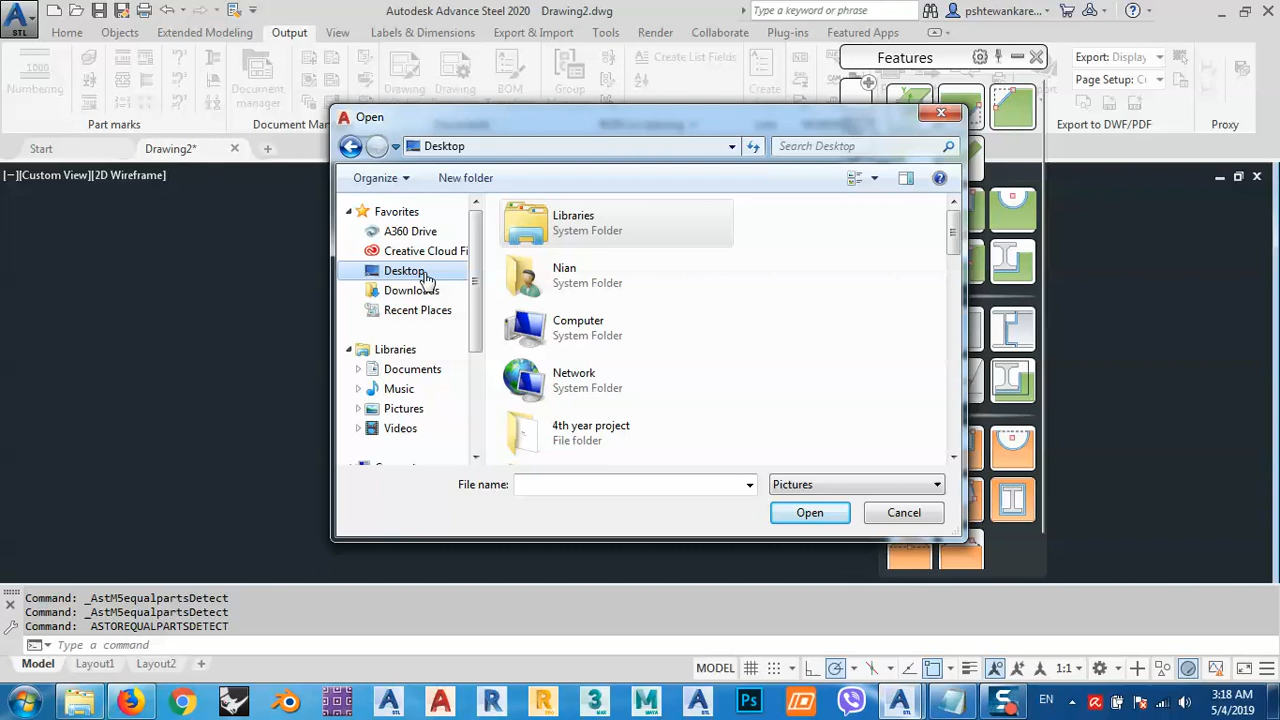 Autodesk Advance Steel 2020 Drawing2.dwg
Type a keyword or phrase
pshtewankare...
STL
Home Objects Extended Modeling Output View Labels & Dimensions Export & Import Tools Render Collaborate Plug-ins Featured Apps
Features
Numbering
Document manager
Drawing Drawing BOM Group
Create List Fields
Create
Export: Display
Page Setup: C
Part marks
Document Ma
Export to DWF/PDF
Proxy
Start Drawing2*
[−][Custom View][2D Wireframe]
Open
Desktop
Search Desktop
Organize New folder
Favorites
A360 Drive
Creative Cloud Fi
Desktop
Downloads
Recent Places
Libraries
Documents
Music
Pictures
Videos
Libraries
System Folder
Nian
System Folder
Computer
System Folder
Network
System Folder
4th year project
File folder
File name:
Pictures
Open Cancel
Command: _AstM5equalpartsDetect
Command: _AstM5equalpartsDetect
Command: _ASTOREQUALPARTSDETECT
Type a command
Model Layout1 Layout2
MODEL
1:1
EN
3:18 AM
5/4/2019